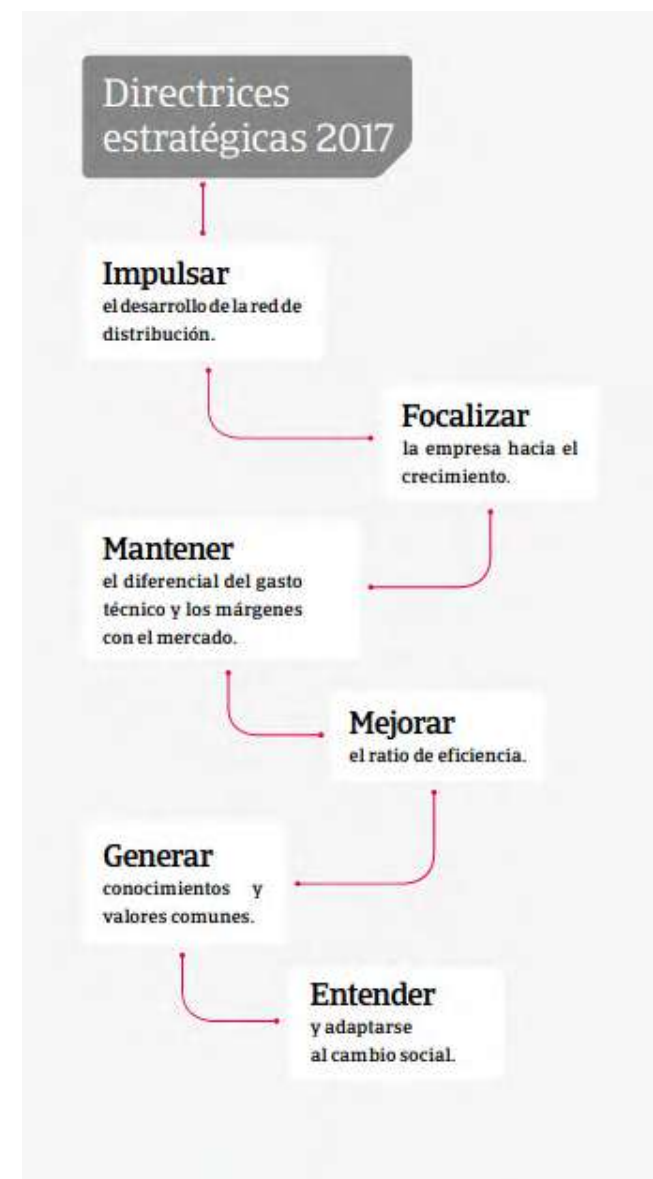 Directrices
estratégicas 2017
Impulsar
el desarrollo de la red de
distribución.
Focalizar
la empresa hacia el
crecimiento.
Mantener
el diferencial del gasto
técnico y los márgenes
con el mercado.
Mejorar
el ratio de eficiencia.
Generar
conocimientos y
valores comunes.
Entender
y adaptarse
al cambio social.